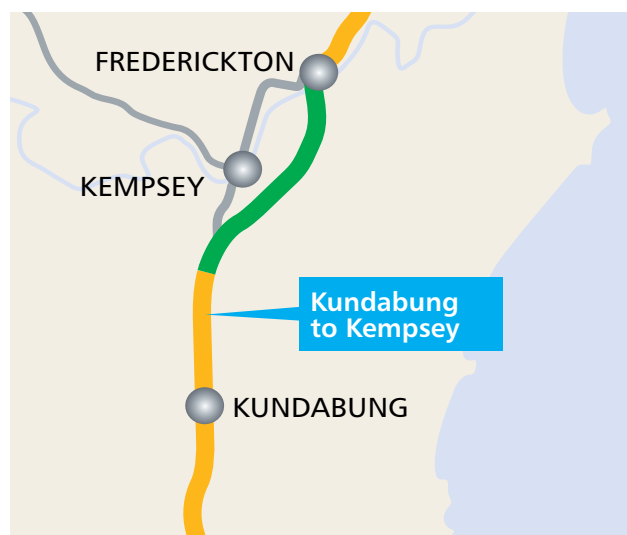 FREDERICKTON
KEMPSEY
Kundabung
to Kempsey
KUNDABUNG